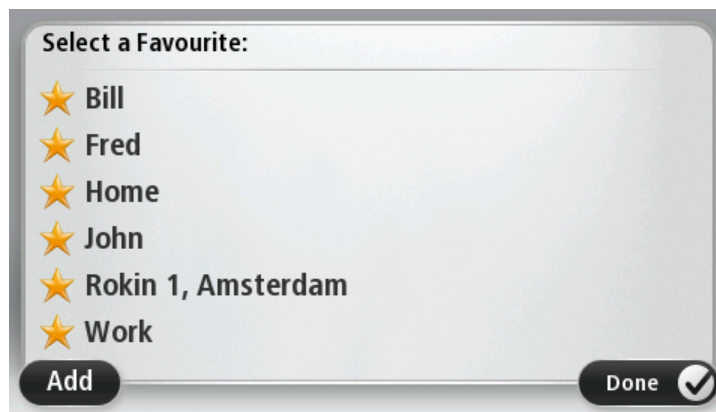 Select a Favourite:
Bill
Fred
Home
John
Rokin 1, Amsterdam
Work
Add
Done